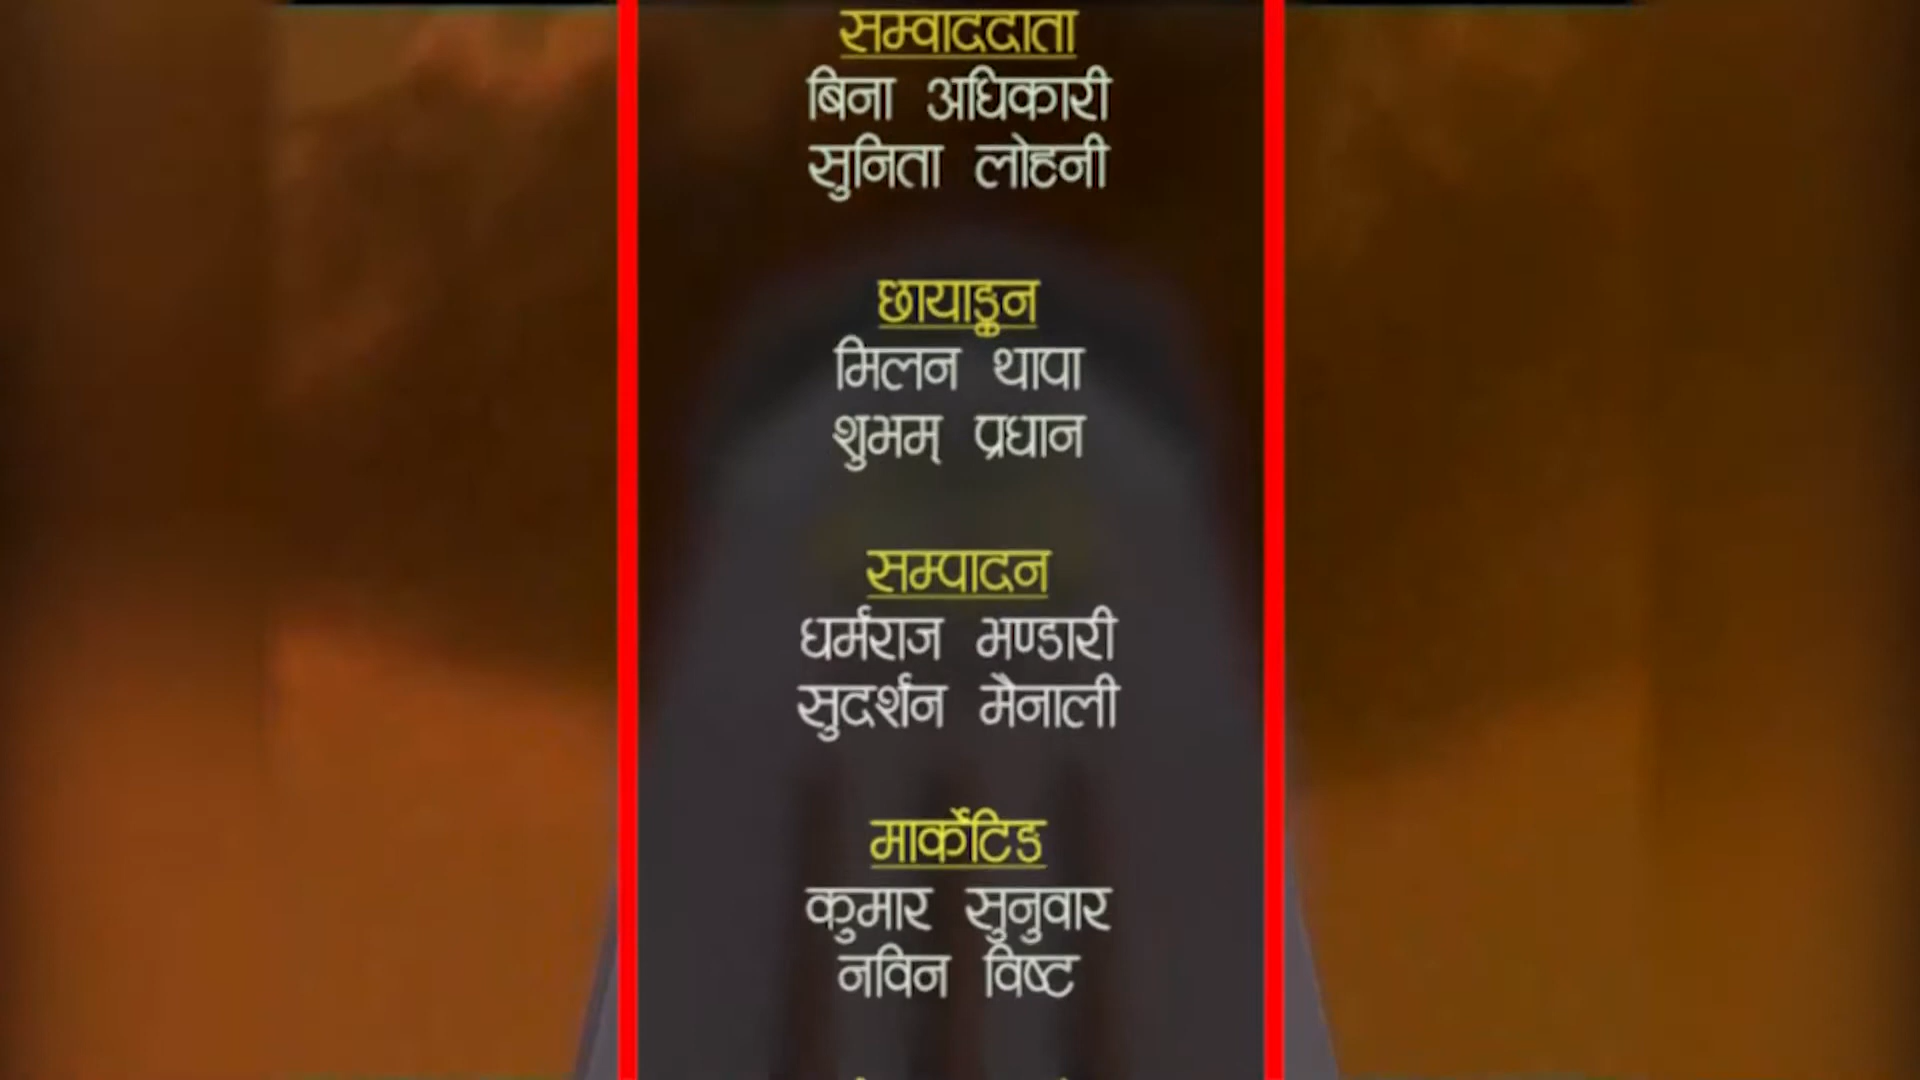 सम्वाददाता
बिना अधिकारी
सुनिता लोहनी
छायाङ्कन
मिलन थापा
शुभम् प्रधान
सम्पादन
धर्मराज भण्डारी
सुदर्शन मैनाली
मार्केटिङ
कुमार सुनुवार
नविन विष्ट